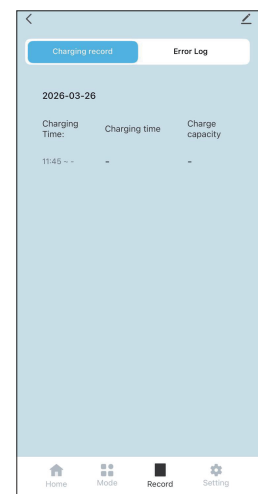 Charging record Error Log
2026-03-26
Charging Time: Charging time Charge capacity
11:45 ~ - - -
Home Mode Record Setting